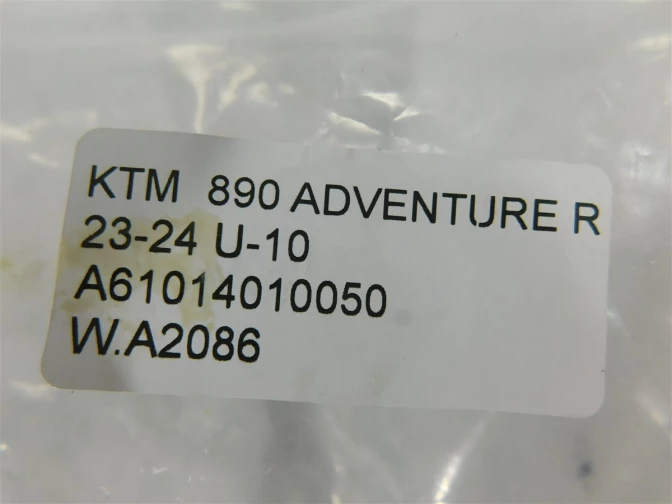 KTM 890 ADVENTURE R
23-24 U-10
A61014010050
W.A2086